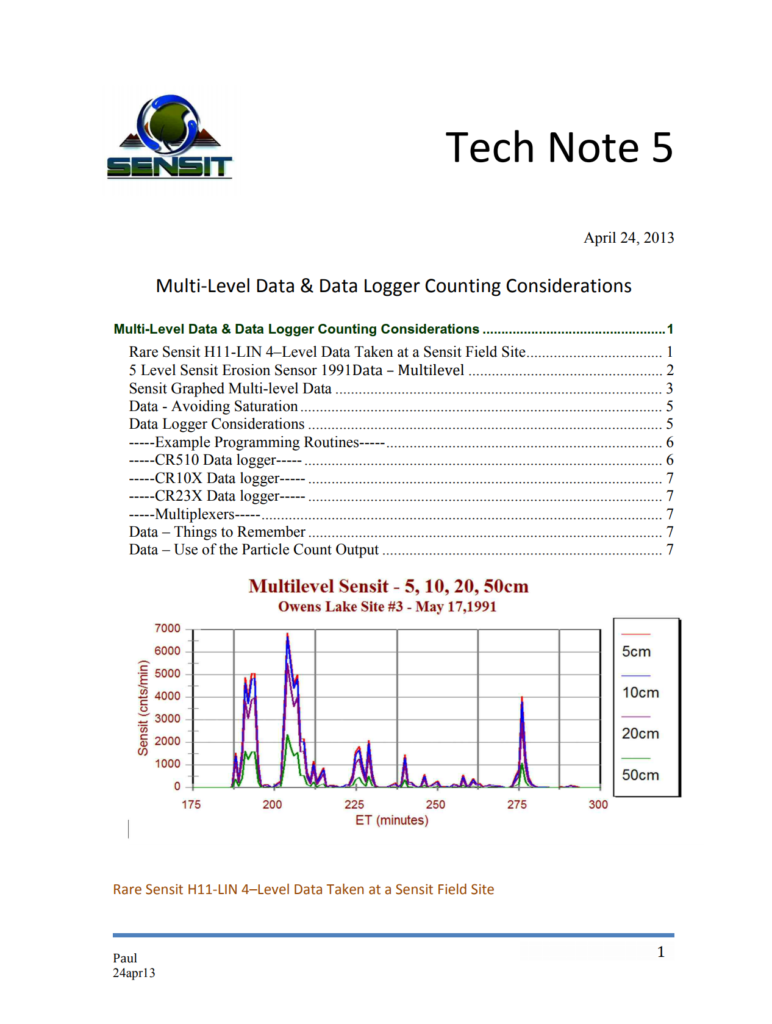 SENSIT
Tech Note 5
April 24, 2013
Multi-Level Data & Data Logger Counting Considerations
Multi-Level Data & Data Logger Counting Considerations ................................................ 1
Rare Sensit H11-LIN 4–Level Data Taken at a Sensit Field Site.................................. 1
5 Level Sensit Erosion Sensor 1991Data – Multilevel ................................................ 2
Sensit Graphed Multi-level Data .................................................................................. 3
Data - Avoiding Saturation ........................................................................................... 5
Data Logger Considerations ......................................................................................... 5
-----Example Programming Routines-----..................................................................... 6
-----CR510 Data logger----- ......................................................................................... 6
-----CR10X Data logger----- ........................................................................................ 7
-----CR23X Data logger----- ........................................................................................ 7
-----Multiplexers-----.................................................................................................... 7
Data – Things to Remember ......................................................................................... 7
Data – Use of the Particle Count Output ...................................................................... 7
Multilevel Sensit - 5, 10, 20, 50cm
Owens Lake Site #3 - May 17,1991
Sensit (cnts/min)
7000
6000
5000
4000
3000
2000
1000
0
175 200 225 250 275 300
ET (minutes)
5cm
10cm
20cm
50cm
Rare Sensit H11-LIN 4–Level Data Taken at a Sensit Field Site
Paul
24apr13
1